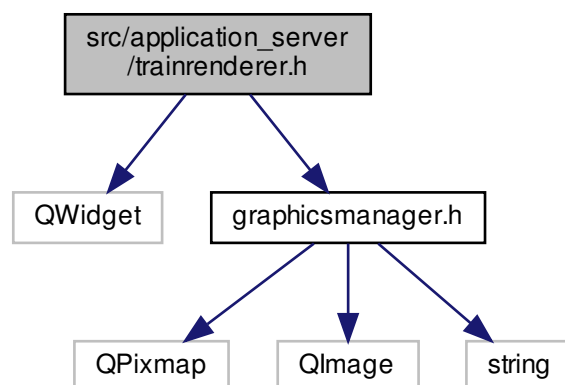 src/application_server
/trainrenderer.h
QWidget
graphicsmanager.h
QPixmap
QImage
string